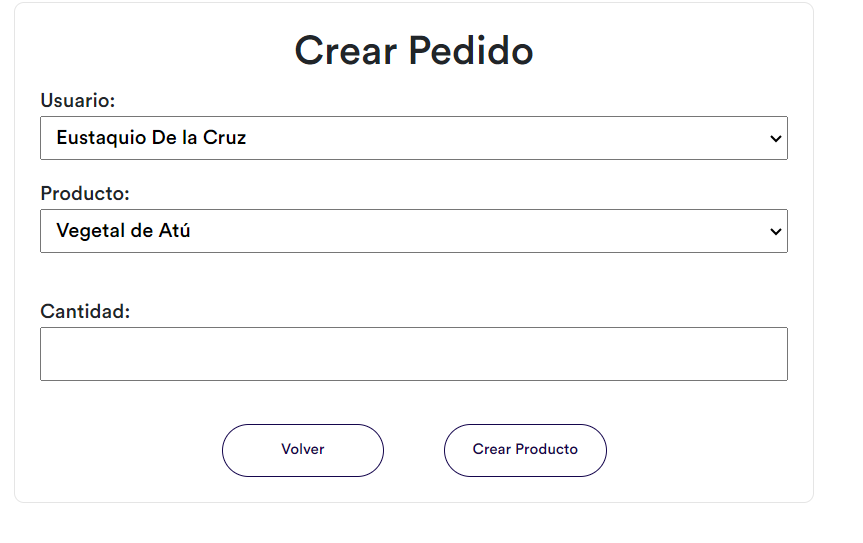 Crear Pedido
Usuario:
Eustaquio De la Cruz
Producto:
Vegetal de Atú
Cantidad:
Volver
Crear Producto